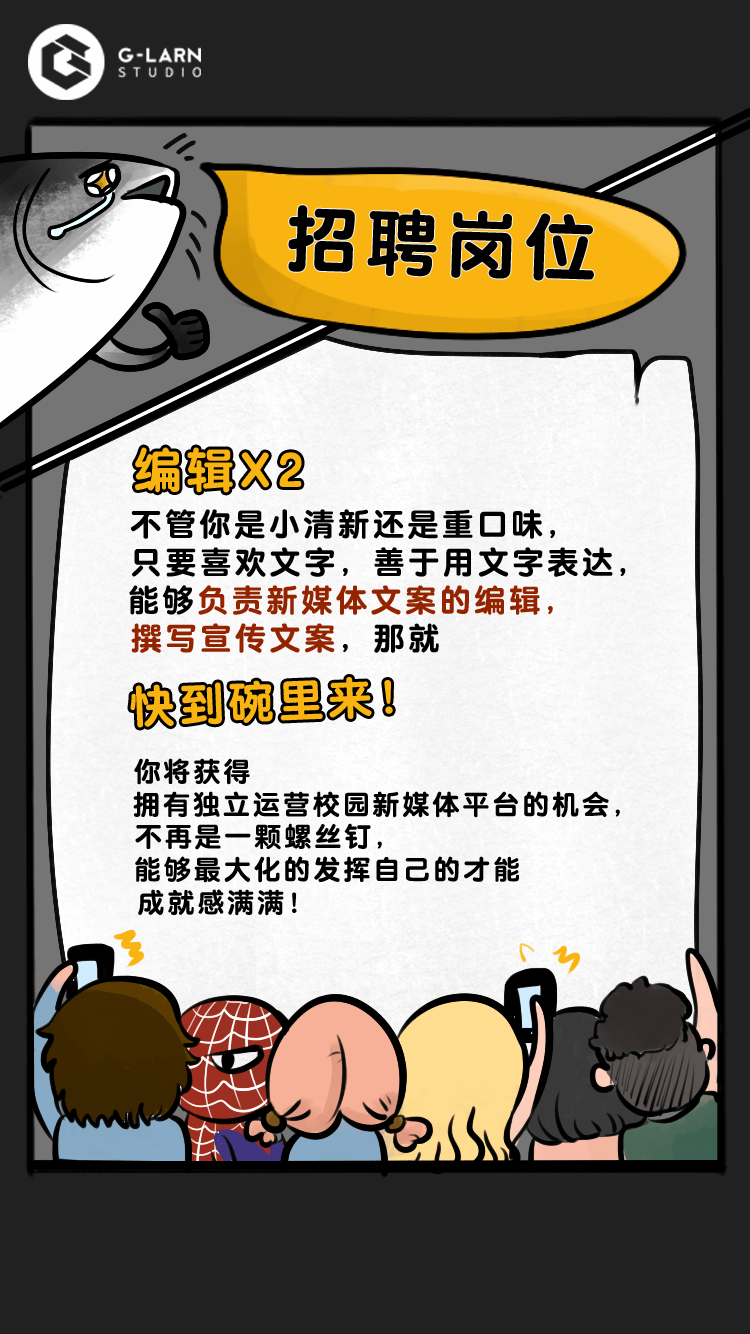 G-LARN
STUDIO
招聘岗位
编辑X2
不管你是小清新还是重口味，
只要喜欢文字，善于用文字表达，
能够负责新媒体文案的编辑，
撰写宣传文案，那就
快到碗里来！
你将获得
拥有独立运营校园新媒体平台的机会，
不再是一颗螺丝钉，
能够最大化的发挥自己的才能
成就感满满！